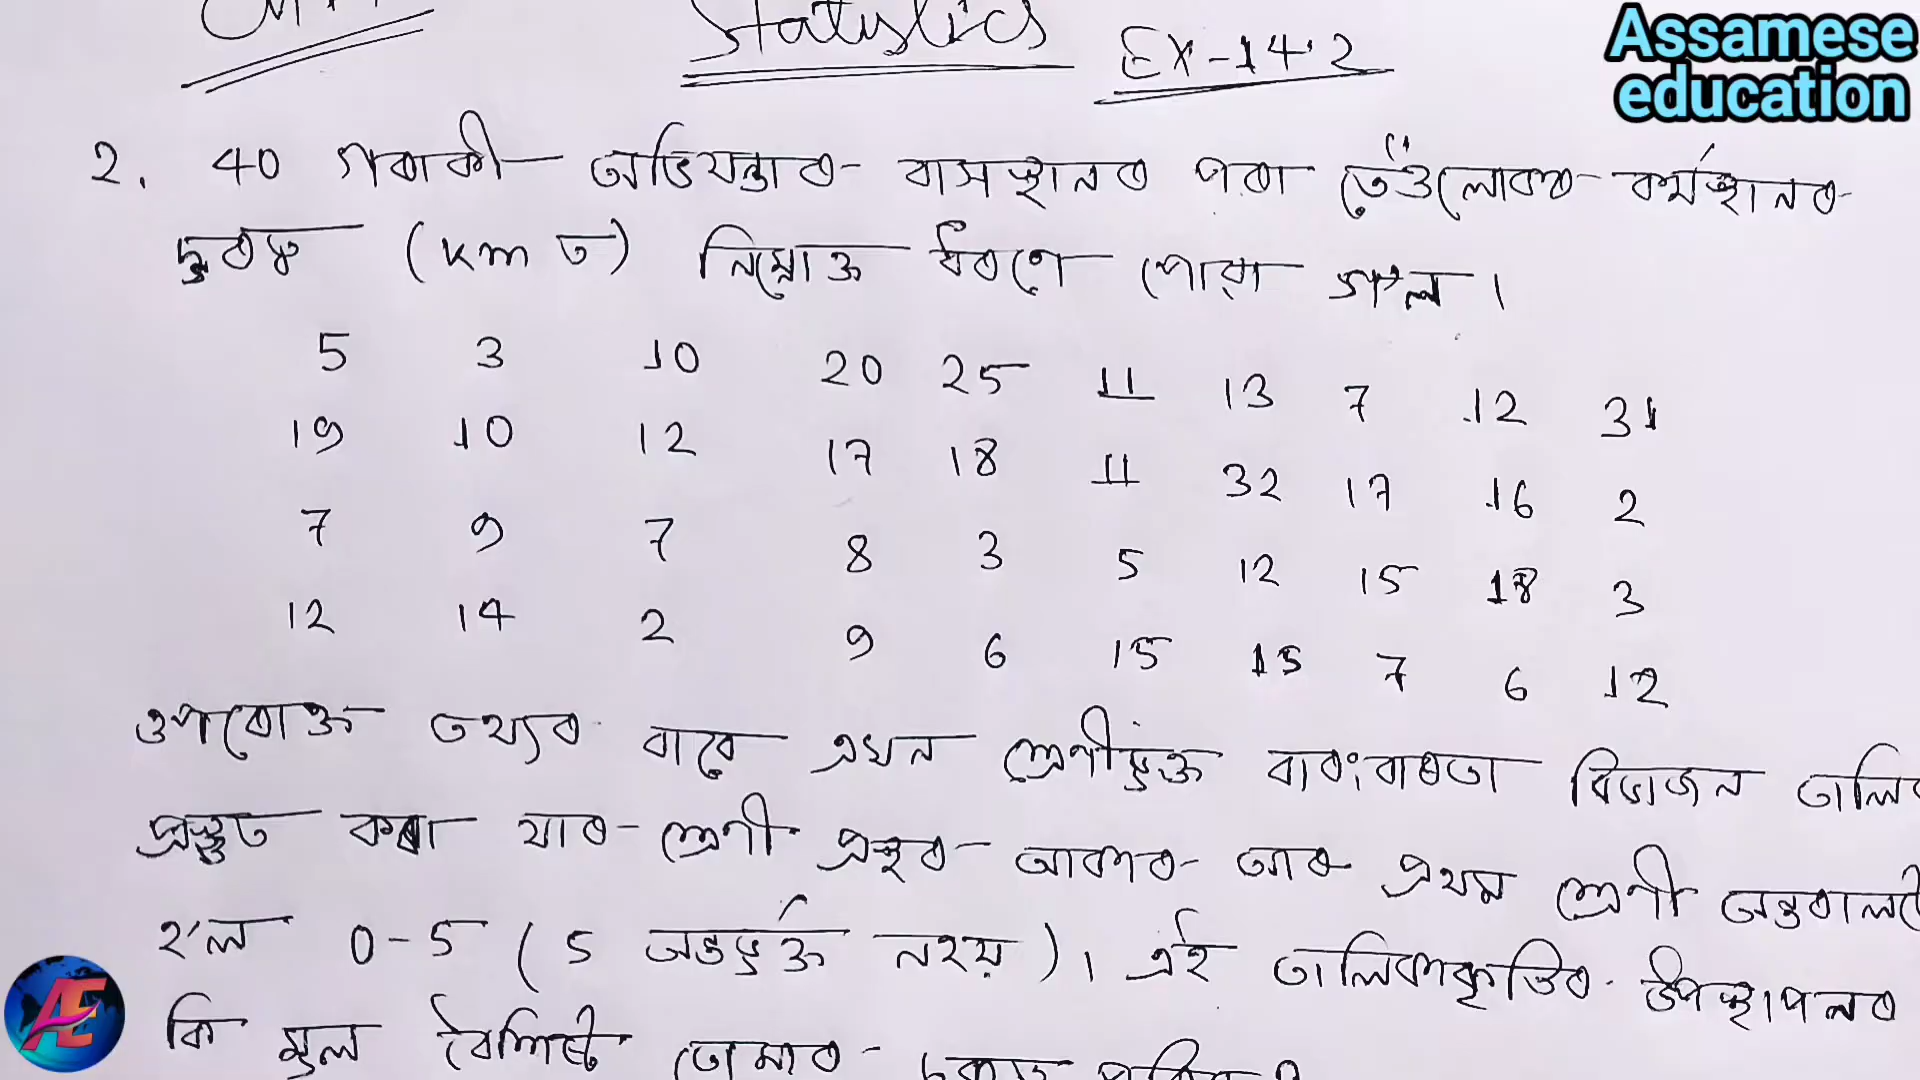 Statistics Ex-14.2
Assamese education
2. 40 গৰাকী অভিযন্তাৰ বাসস্থানৰ পৰা তেওঁলোকৰ কৰ্মস্থানৰ
দুৰত্ব (km ত) নিম্নোক্ত ধৰণে পোৱা গ'ল।
5 3 10 20 25 11 13 7 12 31
19 10 12 17 18 11 32 17 16 2
7 9 7 8 3 5 12 15 18 3
12 14 2 9 6 15 15 7 6 12
ওপৰোক্ত তথ্যৰ বাবে এখন শ্ৰেণীভুক্ত বাৰংবাৰতা বিভাজন
প্ৰস্তুত কৰা যাৰ শ্ৰেণী প্ৰস্থৰ আকাৰ আৰু প্ৰথম শ্ৰেণী
হ'ল 0-5 (5 অন্তৰ্ভুক্ত নহয়)। এই তালিকাকৃতিৰ উপস্থাপনৰ
কি মূল বৈশিষ্ট তোমাৰ
AE